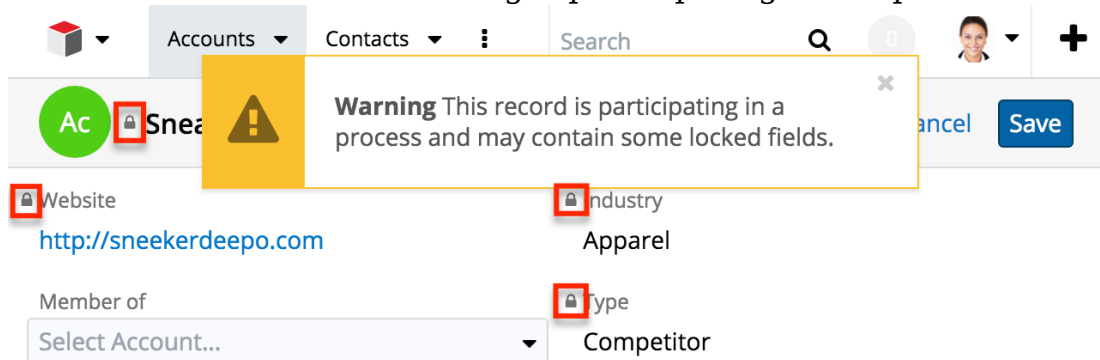 Accounts Contacts Search 0
Warning This record is participating in a
process and may contain some locked fields.
Ac Snea ancel Save
Website Industry
http://sneekerdeepo.com Apparel
Member of Type
Select Account... Competitor